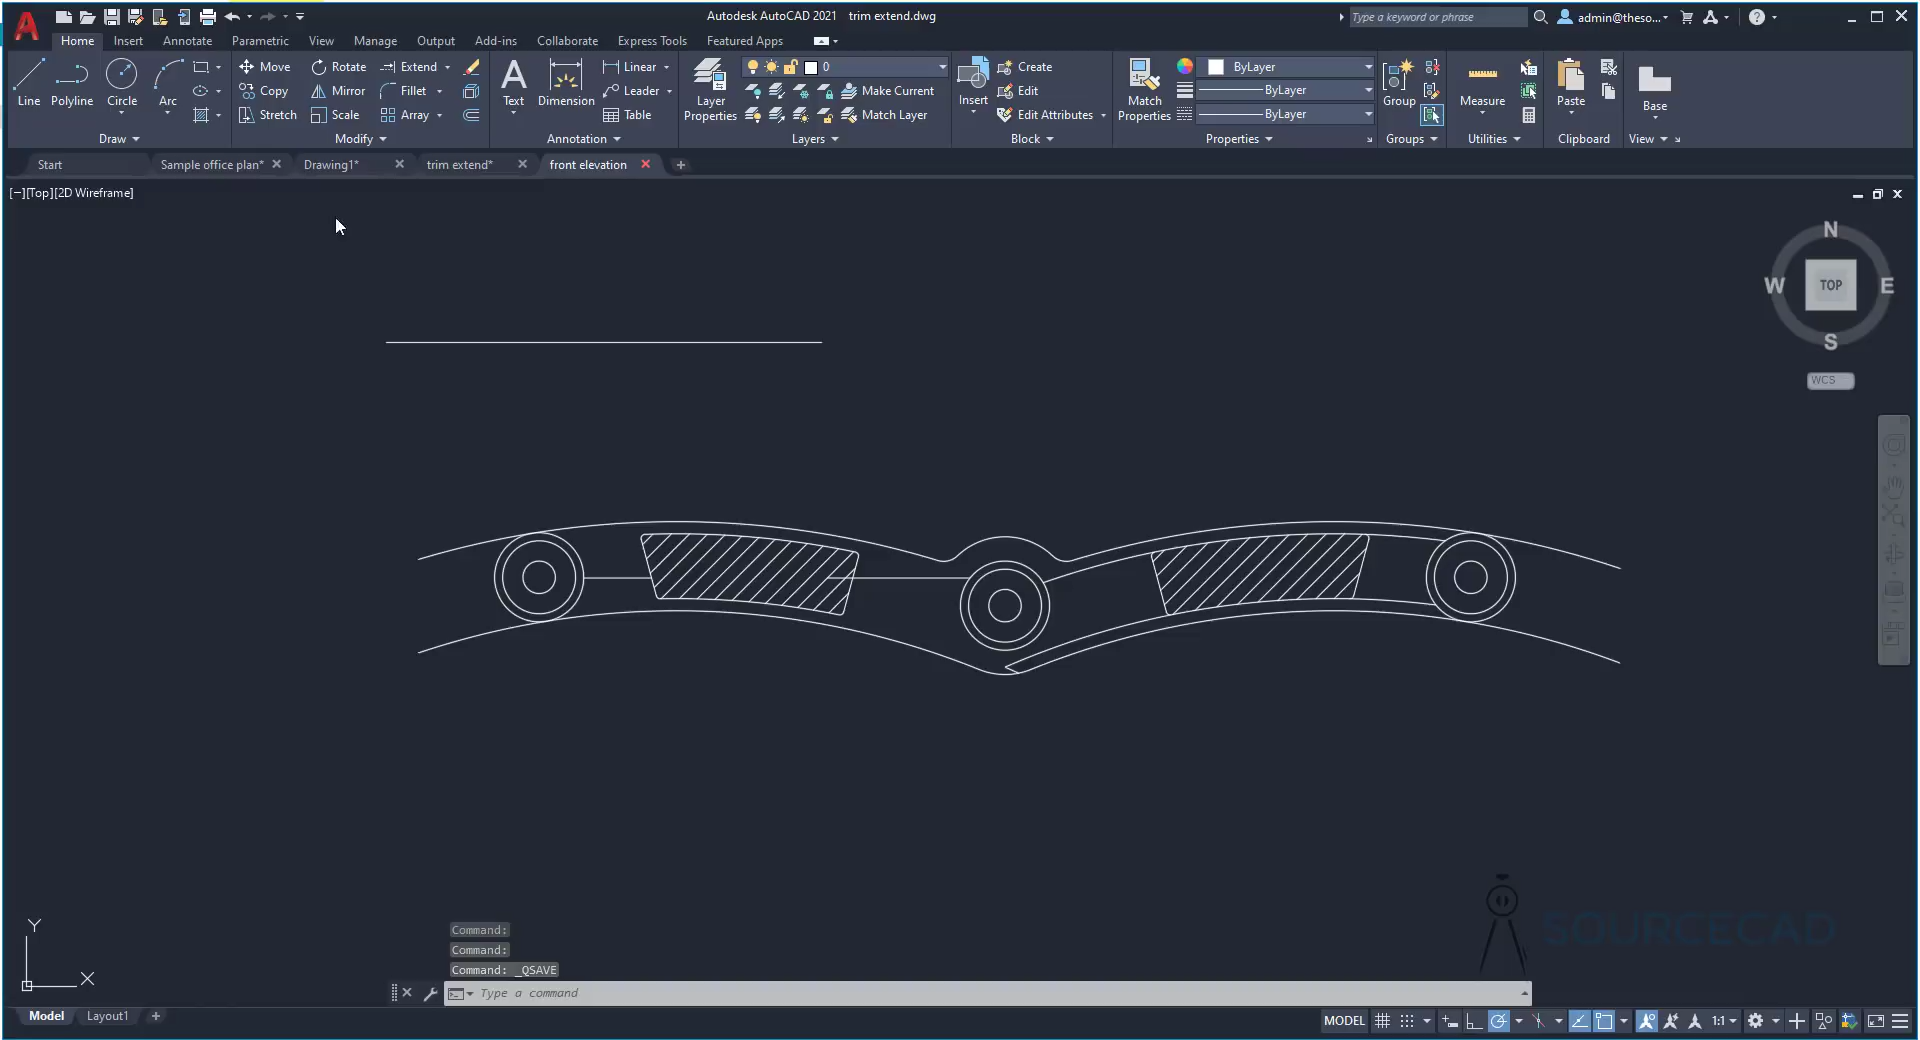 Autodesk AutoCAD 2021 trim extend.dwg
Type a keyword or phrase
admin@theso...
Home Insert Annotate Parametric View Manage Output Add-ins Collaborate Express Tools Featured Apps
Line Polyline Circle Arc
Move Rotate Extend
Copy Mirror Fillet
Stretch Scale Array
Text Dimension
Linear
Leader
Table
Layer Properties
0
Make Current
Match Layer
Insert
Create
Edit
Edit Attributes
Match Properties
ByLayer
ByLayer
ByLayer
Group
Measure
Paste
Base
Draw Modify Annotation Layers Block Properties Groups Utilities Clipboard View
Start Sample office plan* Drawing1* trim extend* front elevation
[−][Top][2D Wireframe]
N
W TOP E
S
WCS
SOURCECAD
Y
X
Command:
Command:
Command: _QSAVE
Type a command
Model Layout1
MODEL 1:1